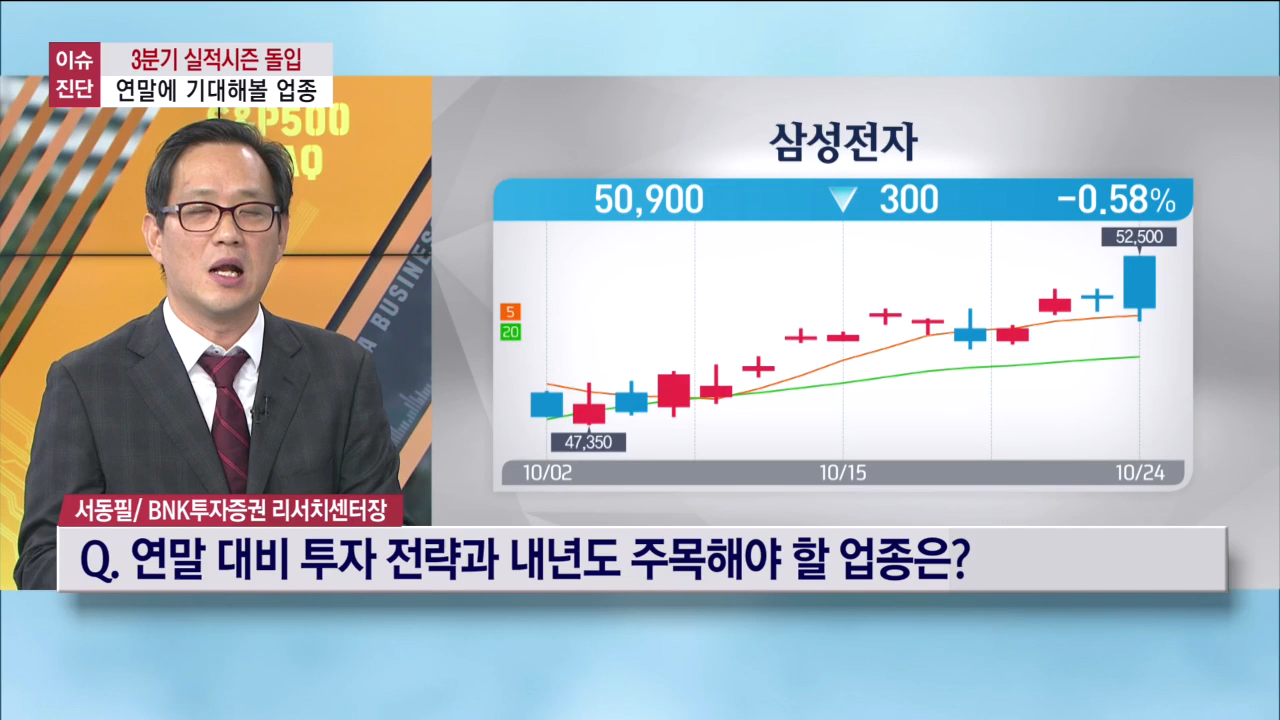 이슈
진단
3분기 실적시즌 돌입
연말에 기대해볼 업종
&P500
AQ
A BUSINES
삼성전자
50,900 ▼ 300 -0.58%
52,500
5
20
47,350
10/02 10/15 10/24
서동필/ BNK투자증권 리서치센터장
Q. 연말 대비 투자 전략과 내년도 주목해야 할 업종은?